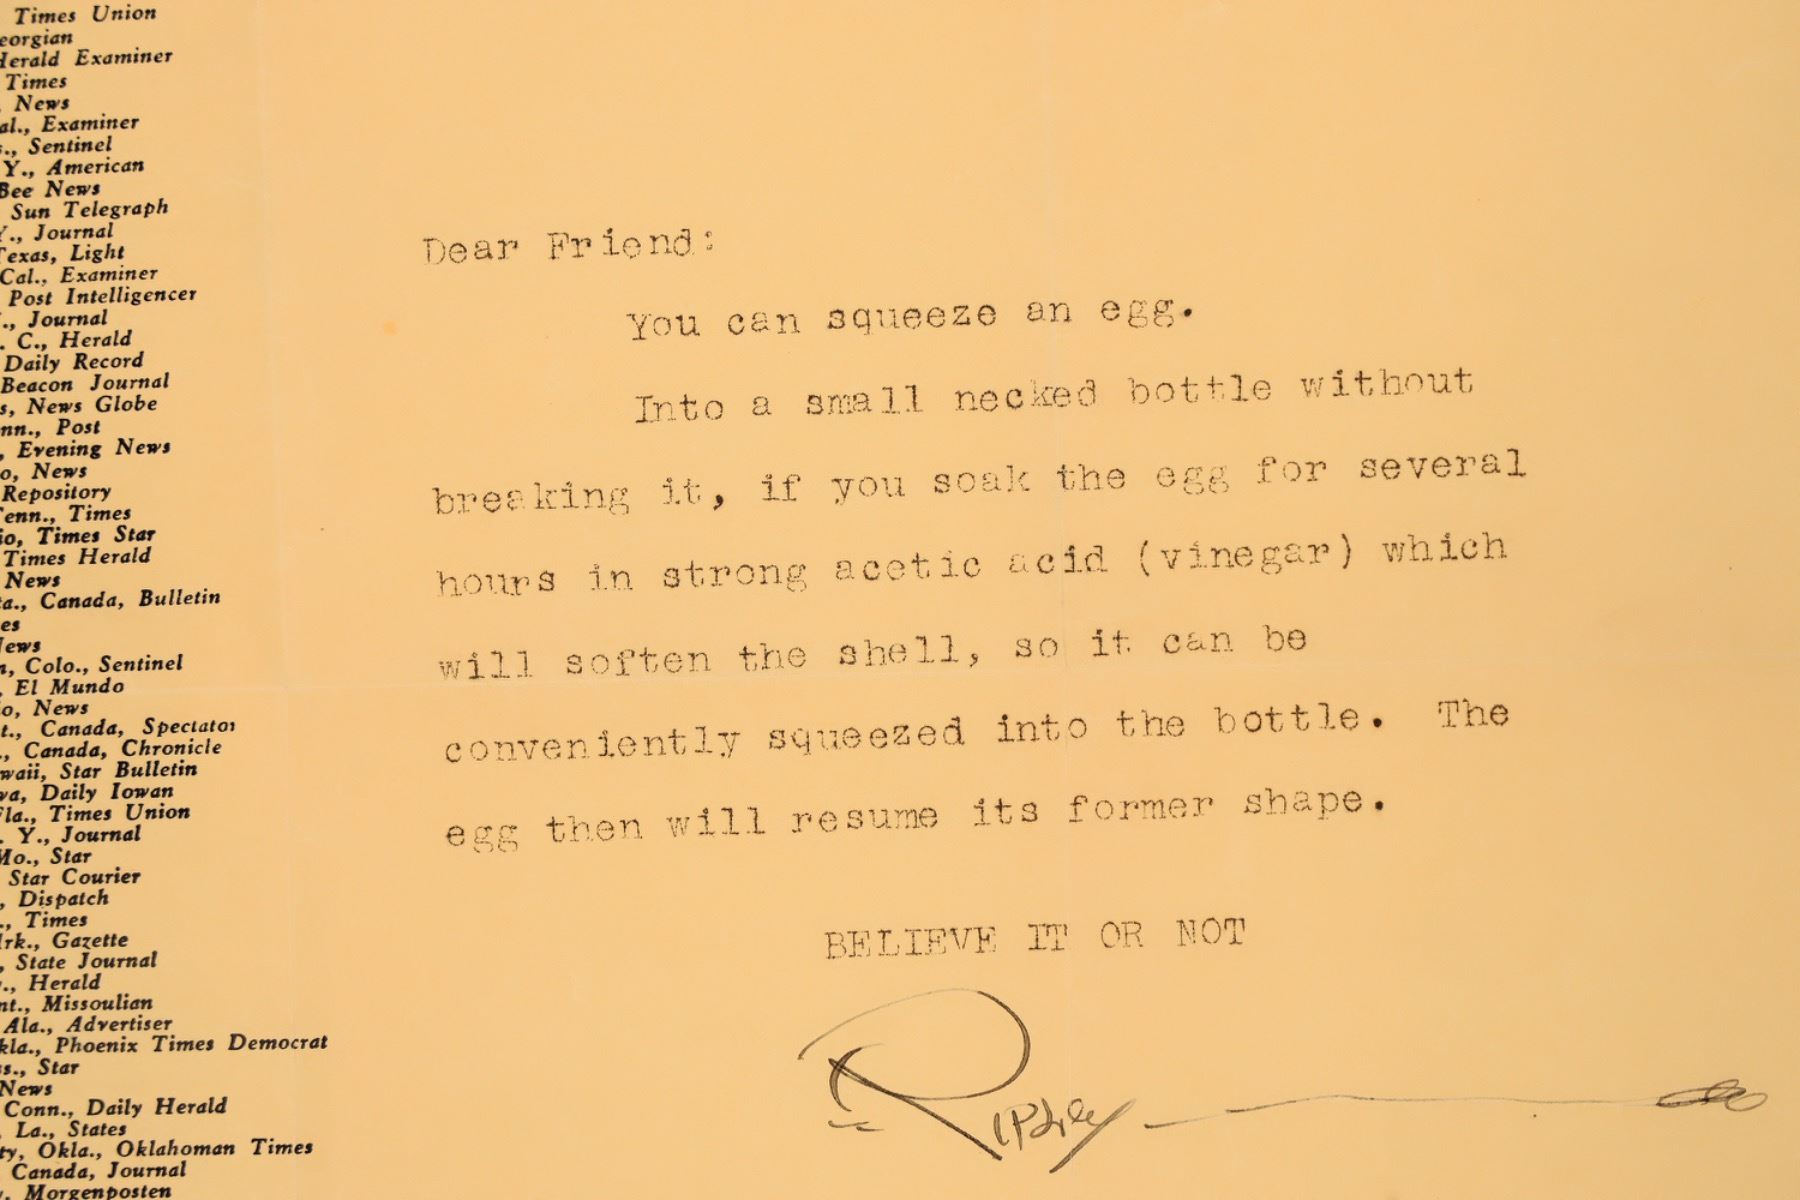 Times Union
eorgian
Herald Examiner
Times
News
al., Examiner
s., Sentinel
Y., American
Bee News
Sun Telegraph
Y., Journal
Texas, Light
Cal., Examiner
Post Intelligencer
., Journal
. C., Herald
Daily Record
Beacon Journal
s, News Globe
nn., Post
, Evening News
o, News
Repository
Tenn., Times
io, Times Star
Times Herald
News
ta., Canada, Bulletin
es
News
n, Colo., Sentinel
, El Mundo
o, News
t., Canada, Spectator
., Canada, Chronicle
waii, Star Bulletin
wa, Daily Iowan
Fla., Times Union
. Y., Journal
Mo., Star
Star Courier
, Dispatch
., Times
Ark., Gazette
, State Journal
., Herald
nt., Missoulian
Ala., Advertiser
kla., Phoenix Times Democrat
ss., Star
News
Conn., Daily Herald
, La., States
ty, Okla., Oklahoman Times
Canada, Journal
, Morgenposten
Dear Friend:
You can squeeze an egg.
Into a small necked bottle without
breaking it, if you soak the egg for several
hours in strong acetic acid (vinegar) which
will soften the shell, so it can be
conveniently squeezed into the bottle. The
egg then will resume its former shape.
BELIEVE IT OR NOT
Ripley